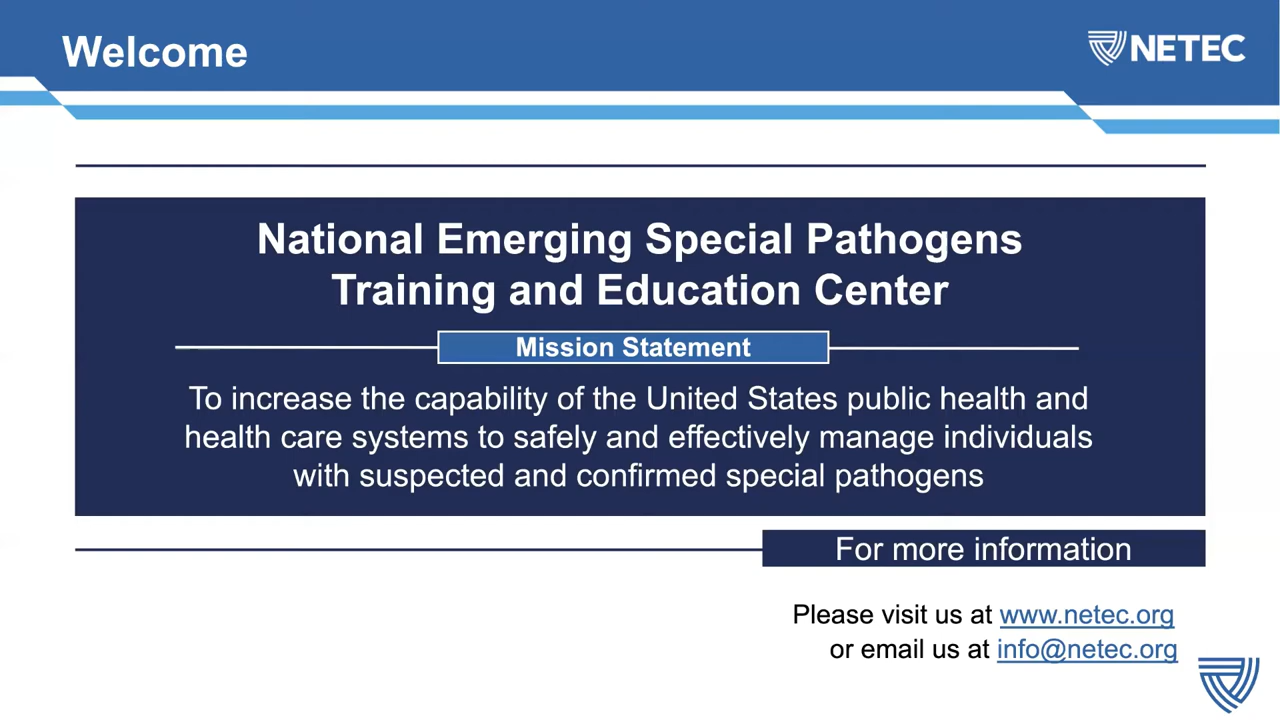 Welcome
NETEC
National Emerging Special Pathogens
Training and Education Center
Mission Statement
To increase the capability of the United States public health and
health care systems to safely and effectively manage individuals
with suspected and confirmed special pathogens
For more information
Please visit us at www.netec.org
or email us at info@netec.org